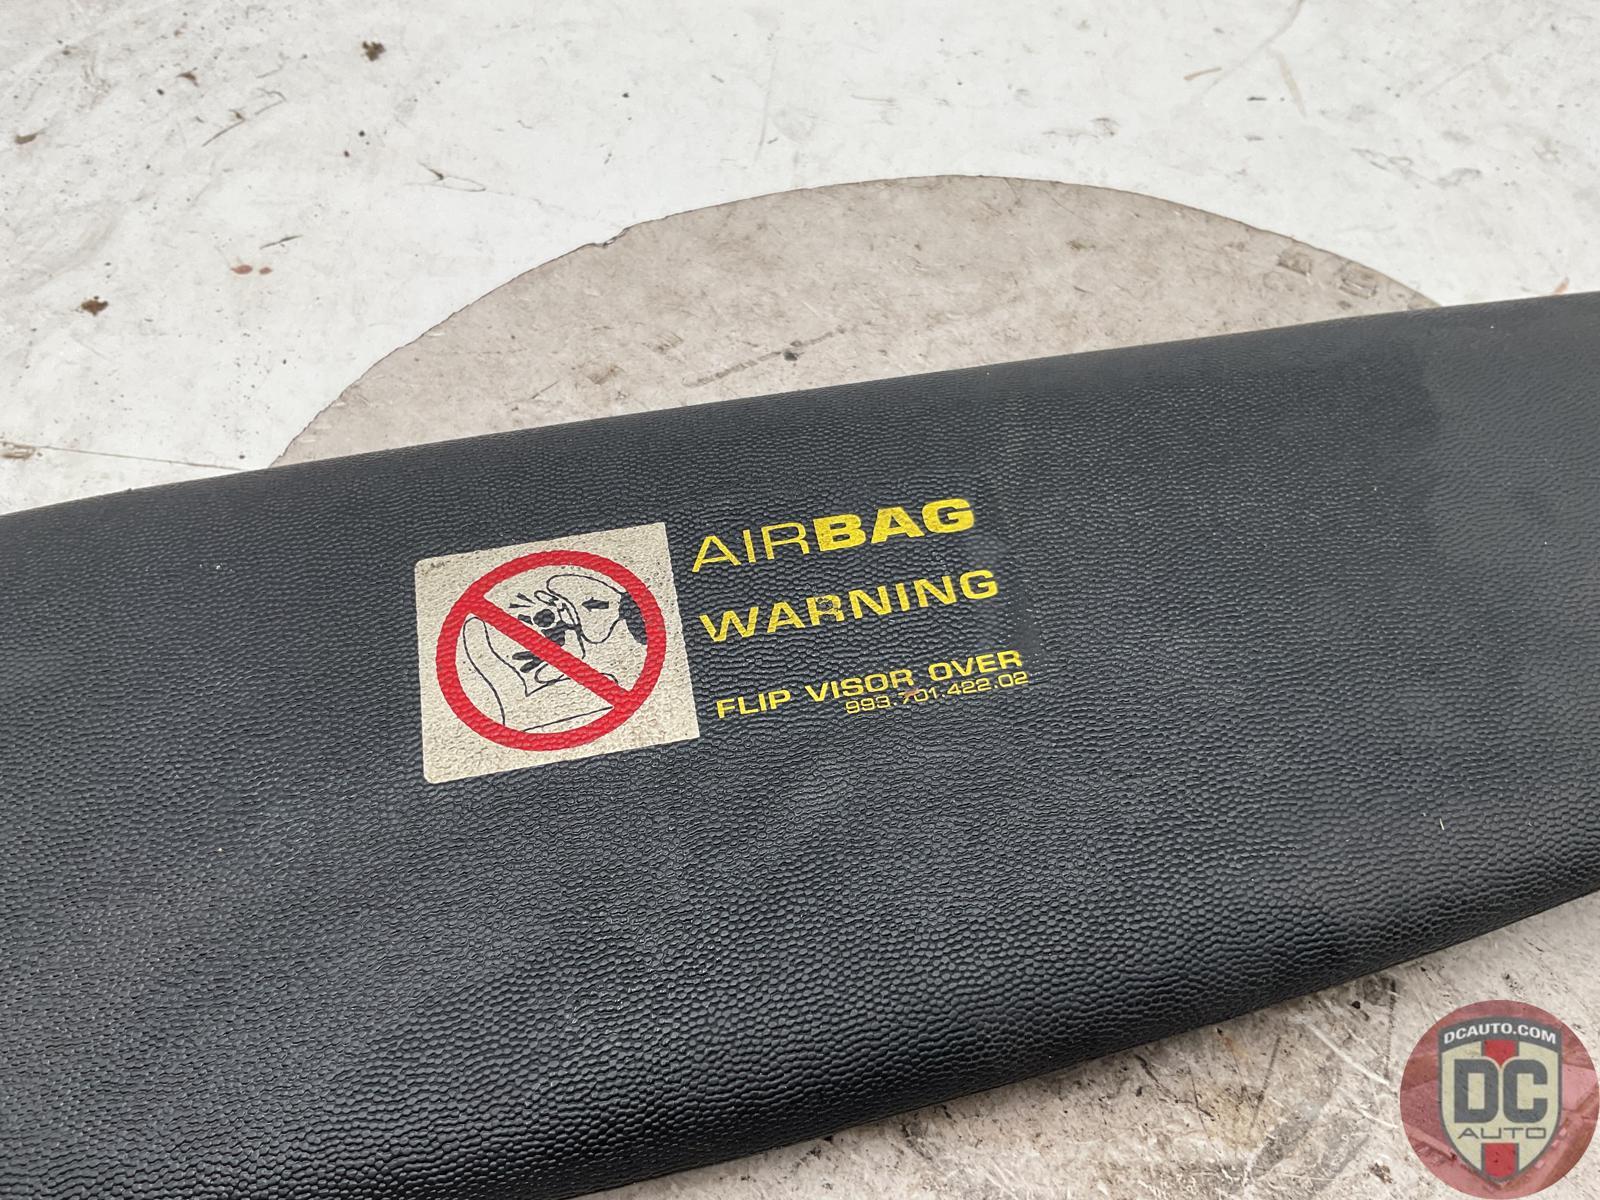 AIRBAG
WARNING
FLIP VISOR OVER
993.701.422.02
DCAUTO.COM
DC
AUTO